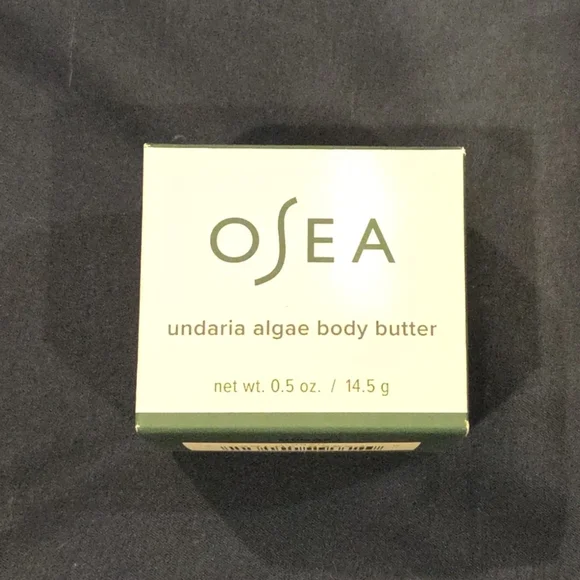 OSEA
undaria algae body butter
net wt. 0.5 oz. / 14.5 g